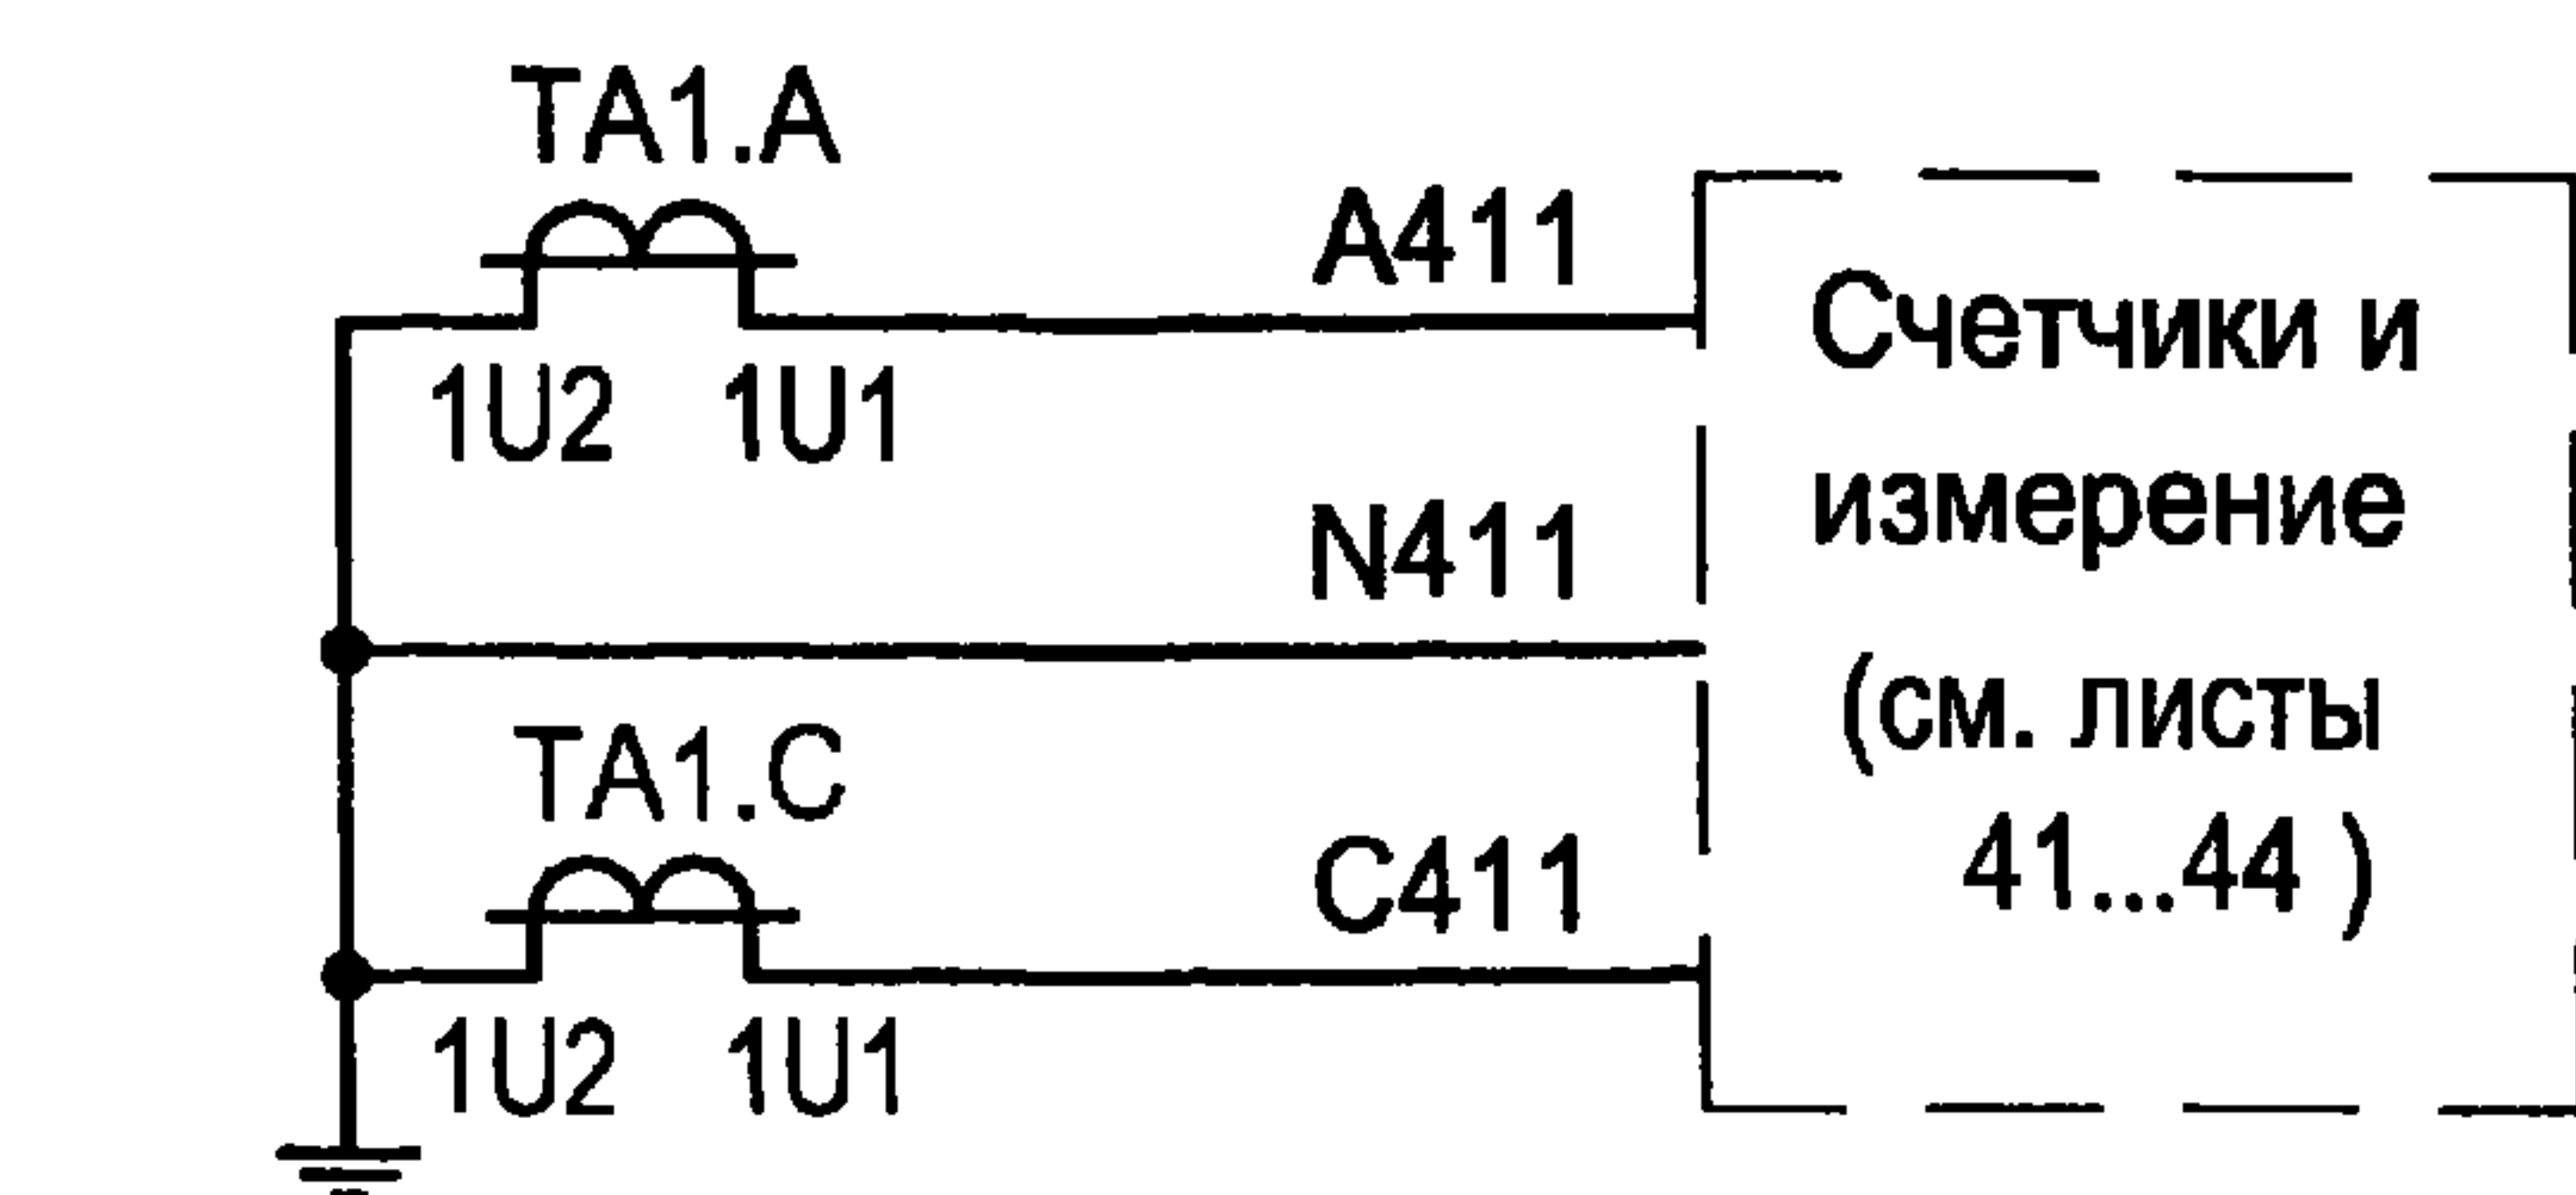 TA1.A
A411
1U2 1U1
N411
TA1.C
C411
1U2 1U1
Счетчики и
измерение
(см. листы
41...44 )